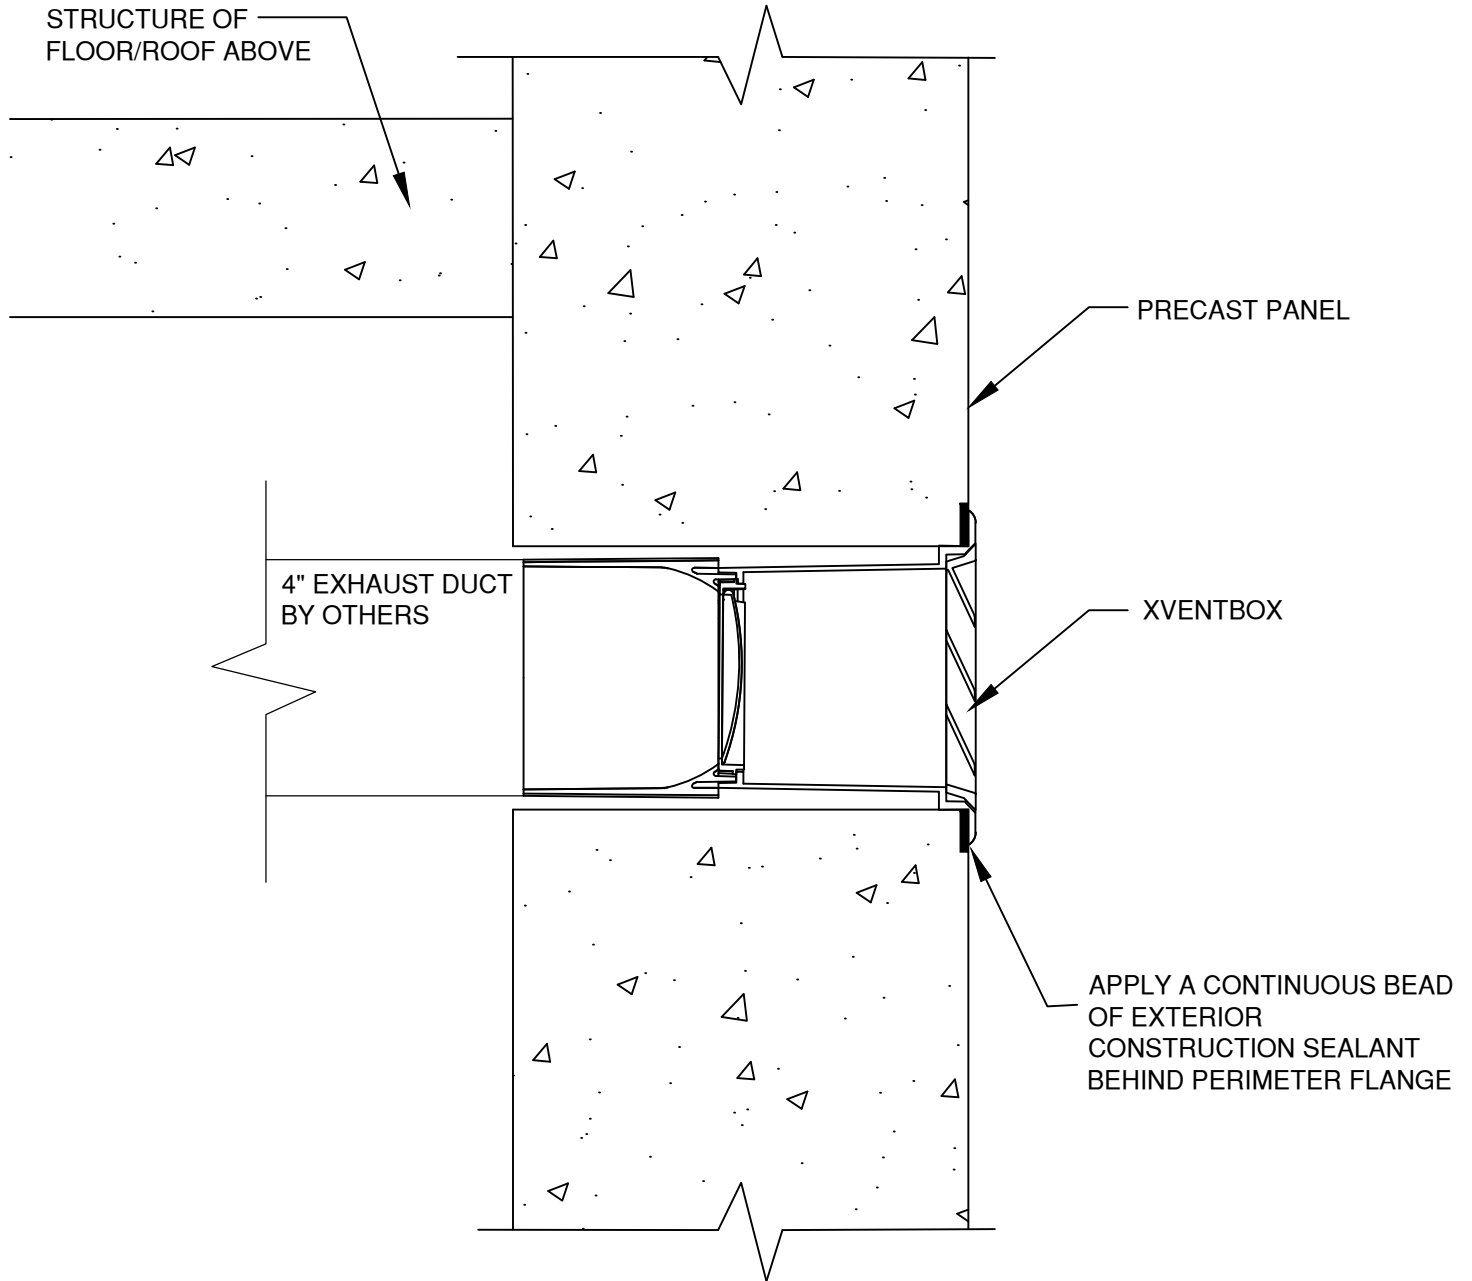 STRUCTURE OF
FLOOR/ROOF ABOVE
PRECAST PANEL
4" EXHAUST DUCT
BY OTHERS
XVENTBOX
APPLY A CONTINUOUS BEAD
OF EXTERIOR
CONSTRUCTION SEALANT
BEHIND PERIMETER FLANGE